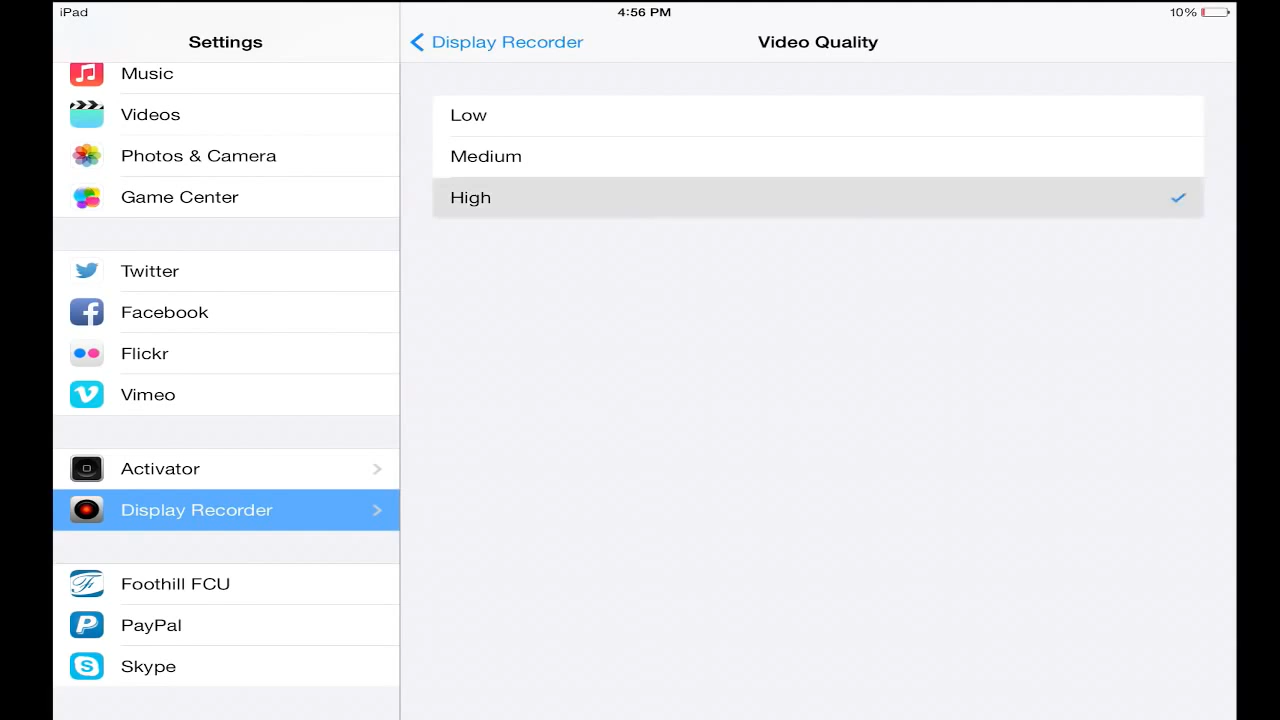 iPad 4:56 PM 10%
Settings
Music
Videos
Photos & Camera
Game Center
Twitter
Facebook
Flickr
Vimeo
Activator
Display Recorder
Foothill FCU
PayPal
Skype
Display Recorder Video Quality
Low
Medium
High